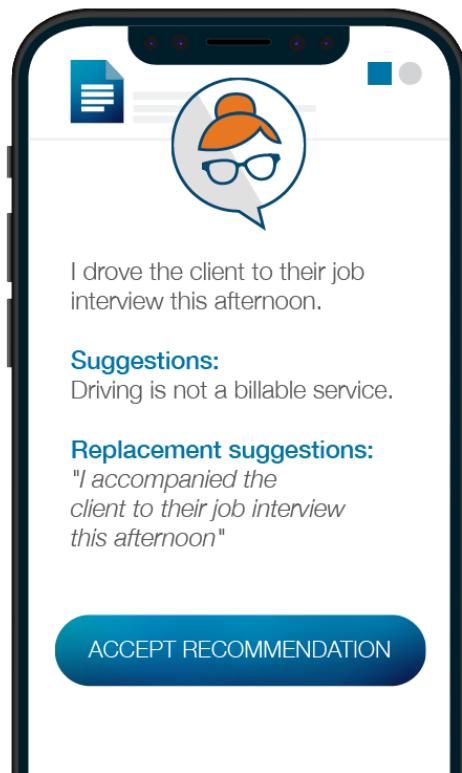 I drove the client to their job
interview this afternoon.
Suggestions:
Driving is not a billable service.
Replacement suggestions:
"I accompanied the
client to their job interview
this afternoon"
ACCEPT RECOMMENDATION